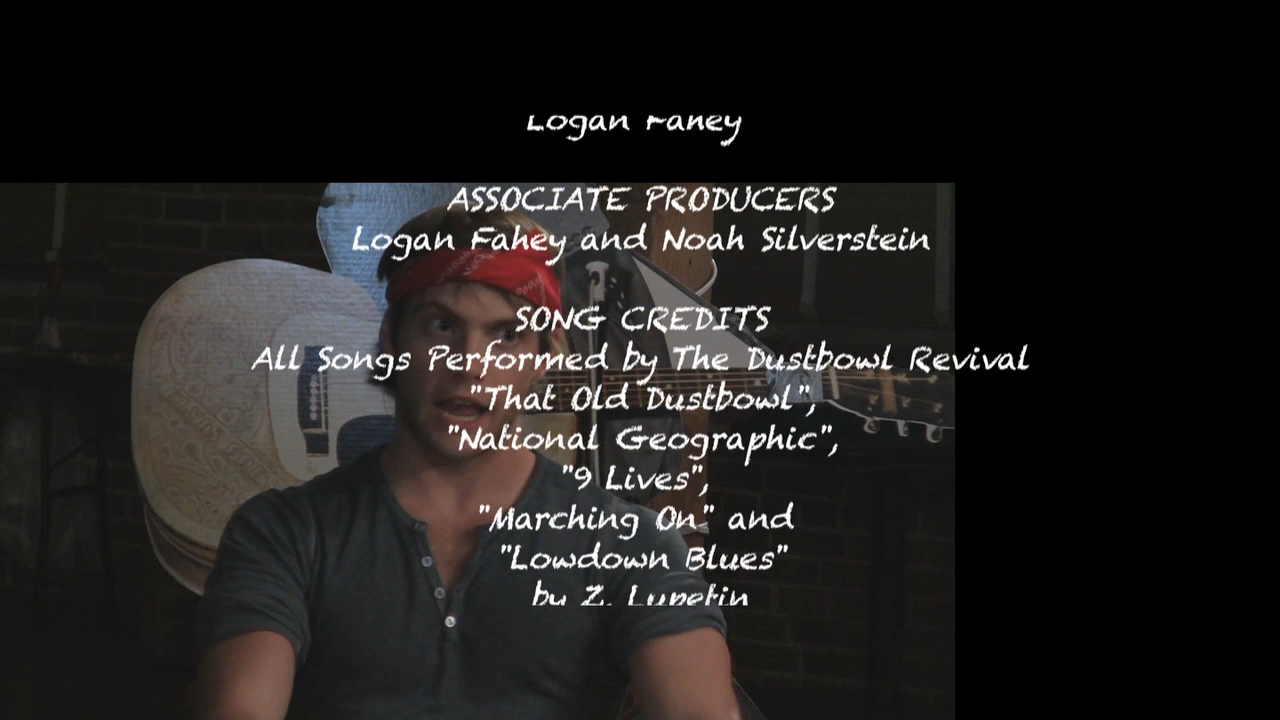 Logan Fahey
ASSOCIATE PRODUCERS
Logan Fahey and Noah Silverstein
SONG CREDITS
All Songs Performed by The Dustbowl Revival
"That Old Dustbowl",
"National Geographic",
"9 Lives",
"Marching On" and
"Lowdown Blues"
by Z. Lupetin